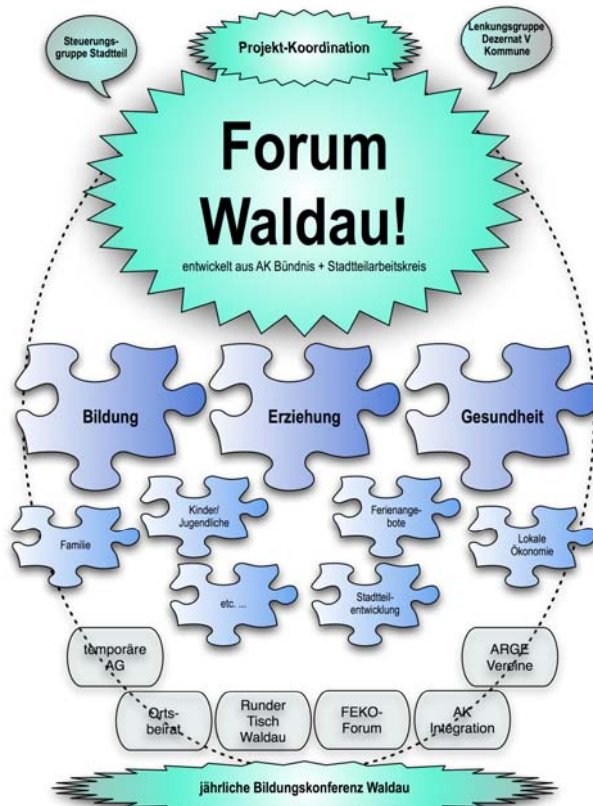 Steuerungs-
gruppe Stadtteil
Projekt-Koordination
Lenkungsgruppe
Dezernat V
Kommune
Forum
Waldau!
entwickelt aus AK Bündnis + Stadtteilarbeitskreis
Bildung
Erziehung
Gesundheit
Familie
Kinder/
Jugendliche
Ferienange-
bote
Lokale
Ökonomie
etc. ...
Stadtteil-
entwicklung
temporäre
AG
Orts-
beirat
Runder
Tisch
Waldau
FEKO-
Forum
AK
Integration
ARGE
Vereine
jährliche Bildungskonferenz Waldau